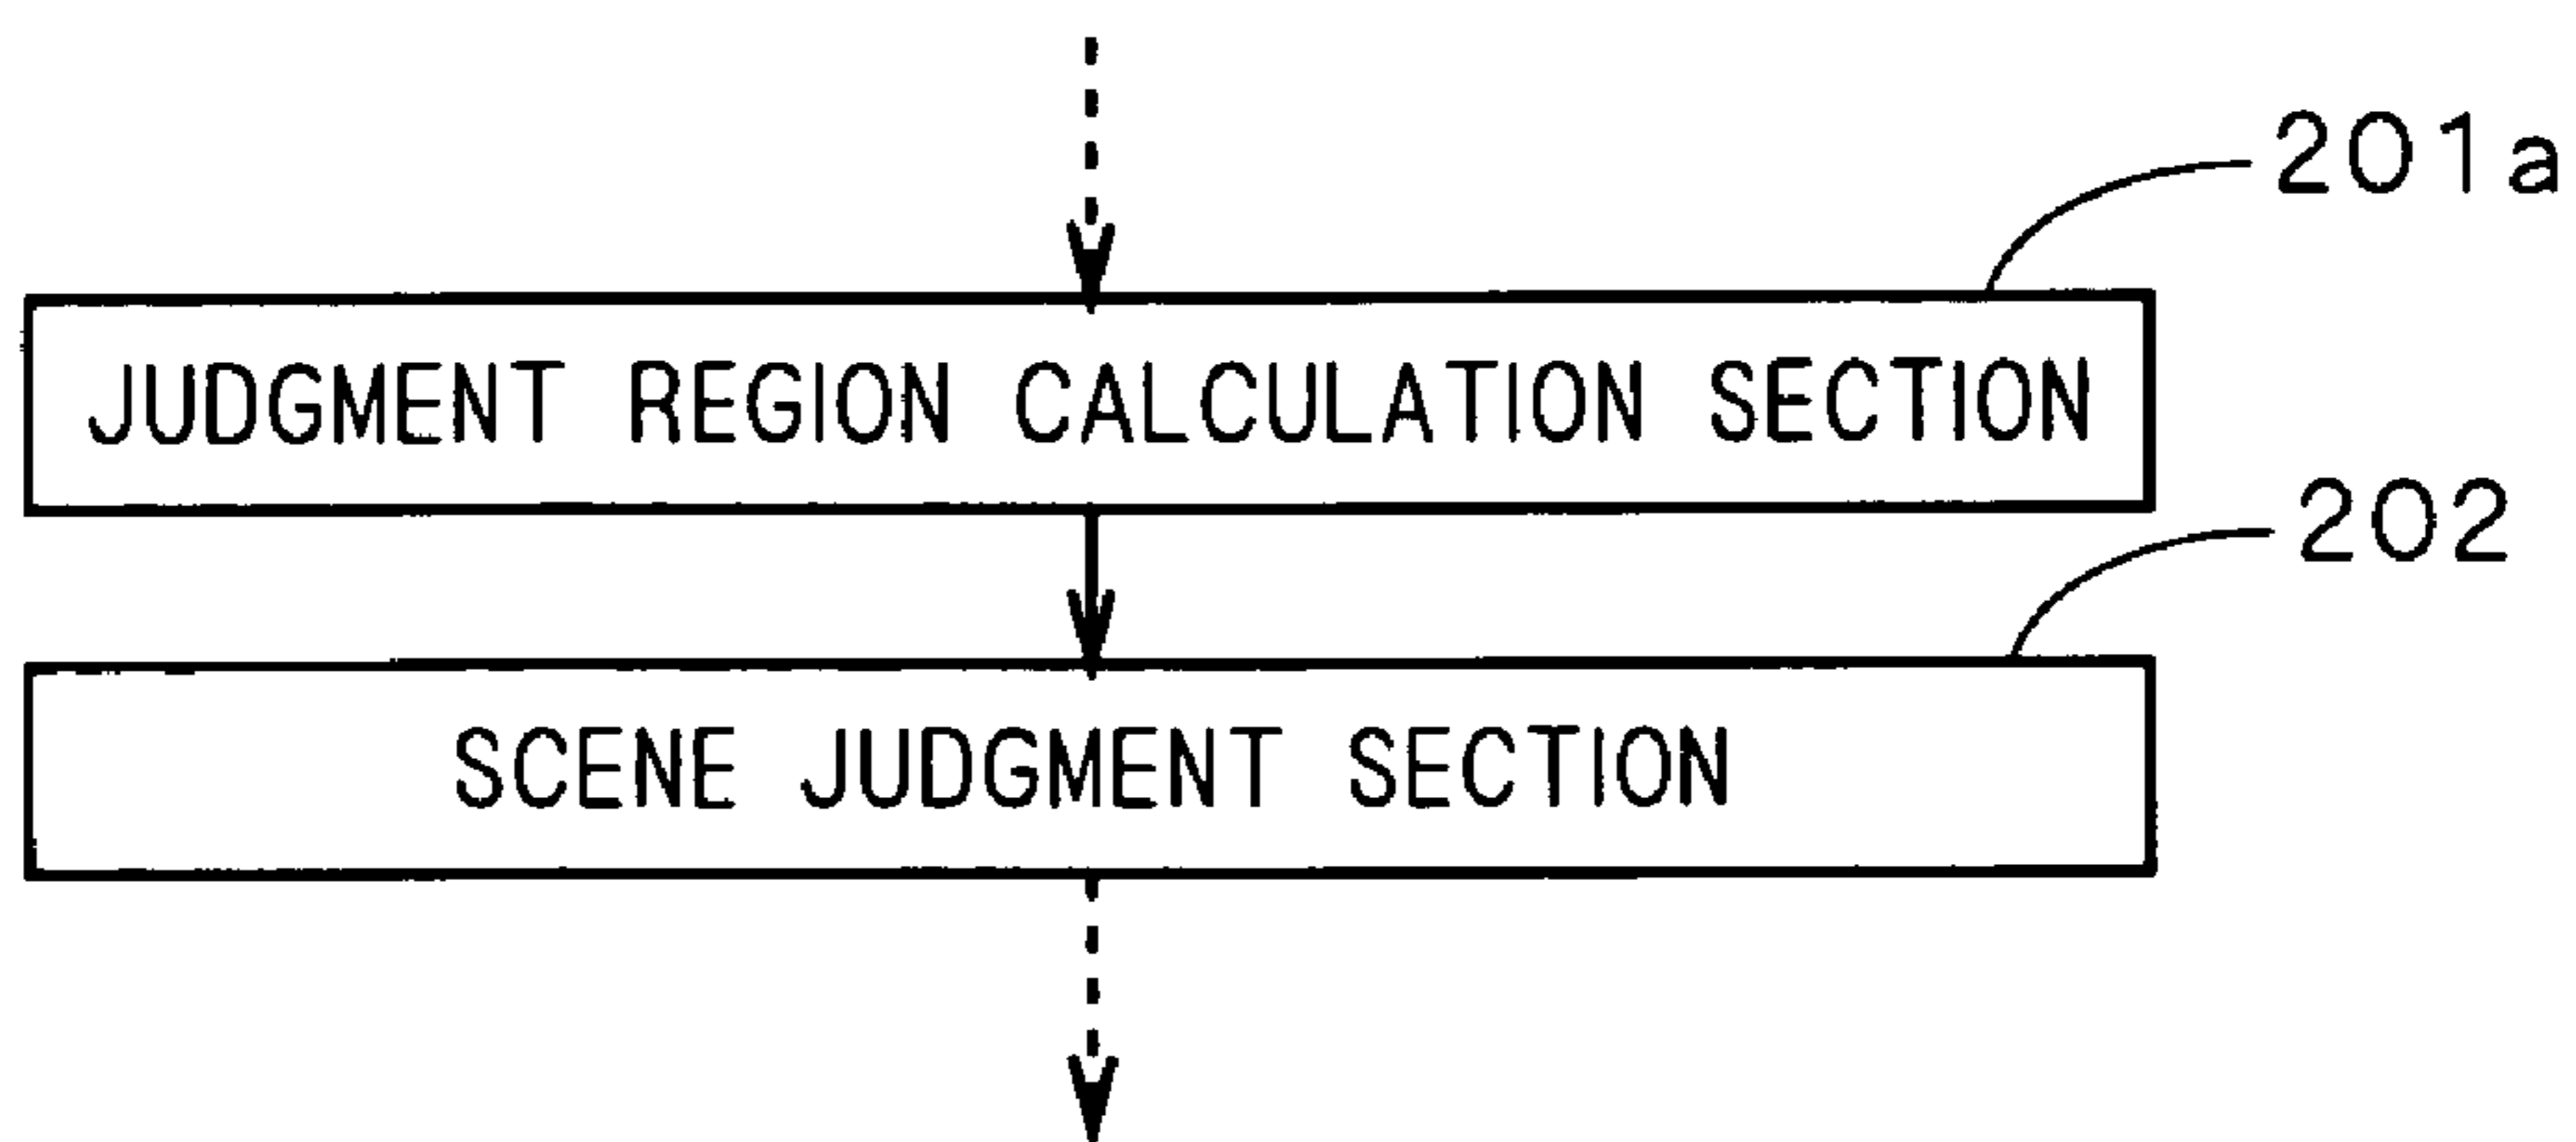 201a
JUDGMENT REGION CALCULATION SECTION
202
SCENE JUDGMENT SECTION